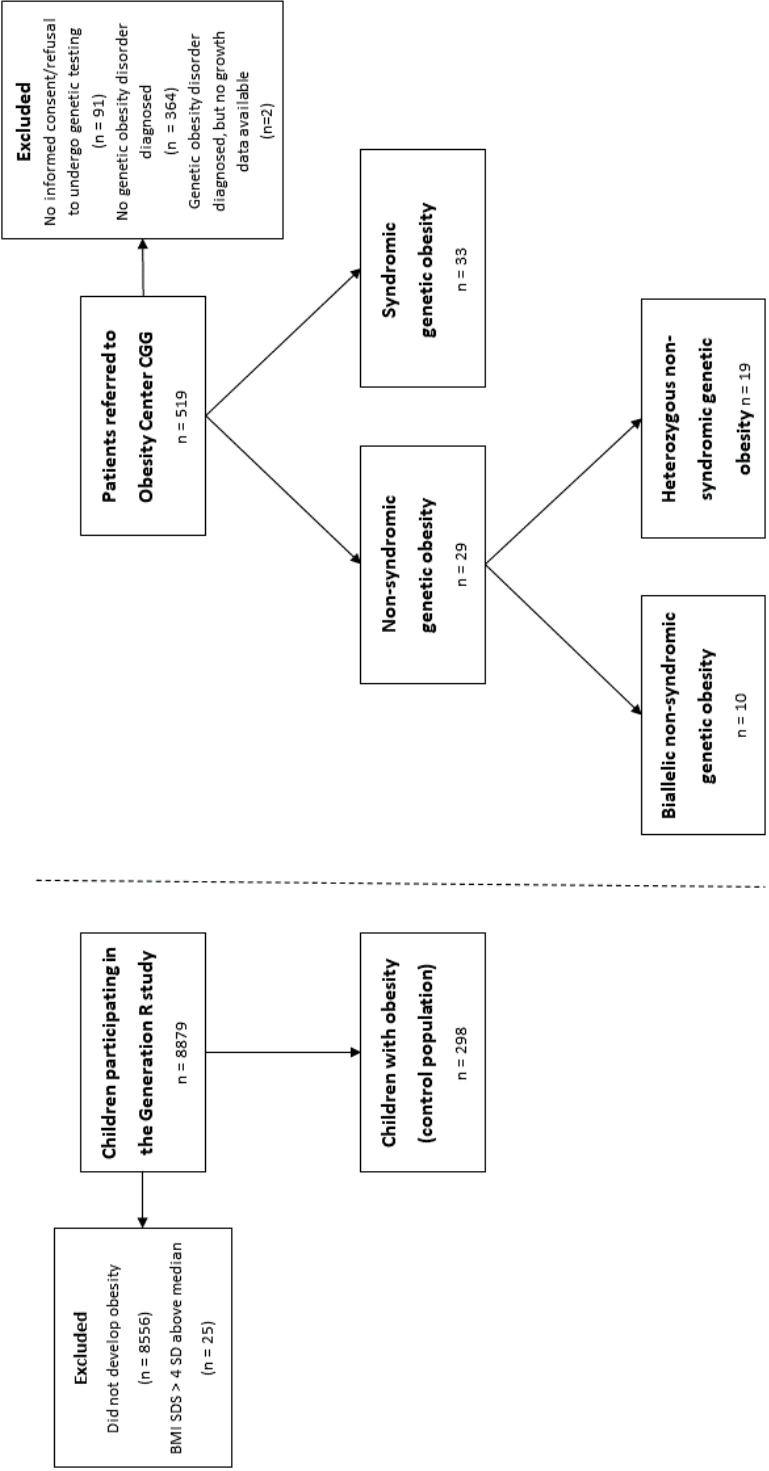 Excluded
Did not develop obesity
(n = 8556)
BMI SDS > 4 SD above median
(n = 25)
Children participating in
the Generation R study
n = 8879
Children with obesity
(control population)
n = 298
Patients referred to
Obesity Center CGG
n = 519
Excluded
No informed consent/refusal
to undergo genetic testing
(n = 91)
No genetic obesity disorder
diagnosed
(n = 364)
Genetic obesity disorder
diagnosed, but no growth
data available
(n=2)
Non-syndromic
genetic obesity
n = 29
Syndromic
genetic obesity
n = 33
Biallelic non-syndromic
genetic obesity
n = 10
Heterozygous non-
syndromic genetic
obesity n = 19